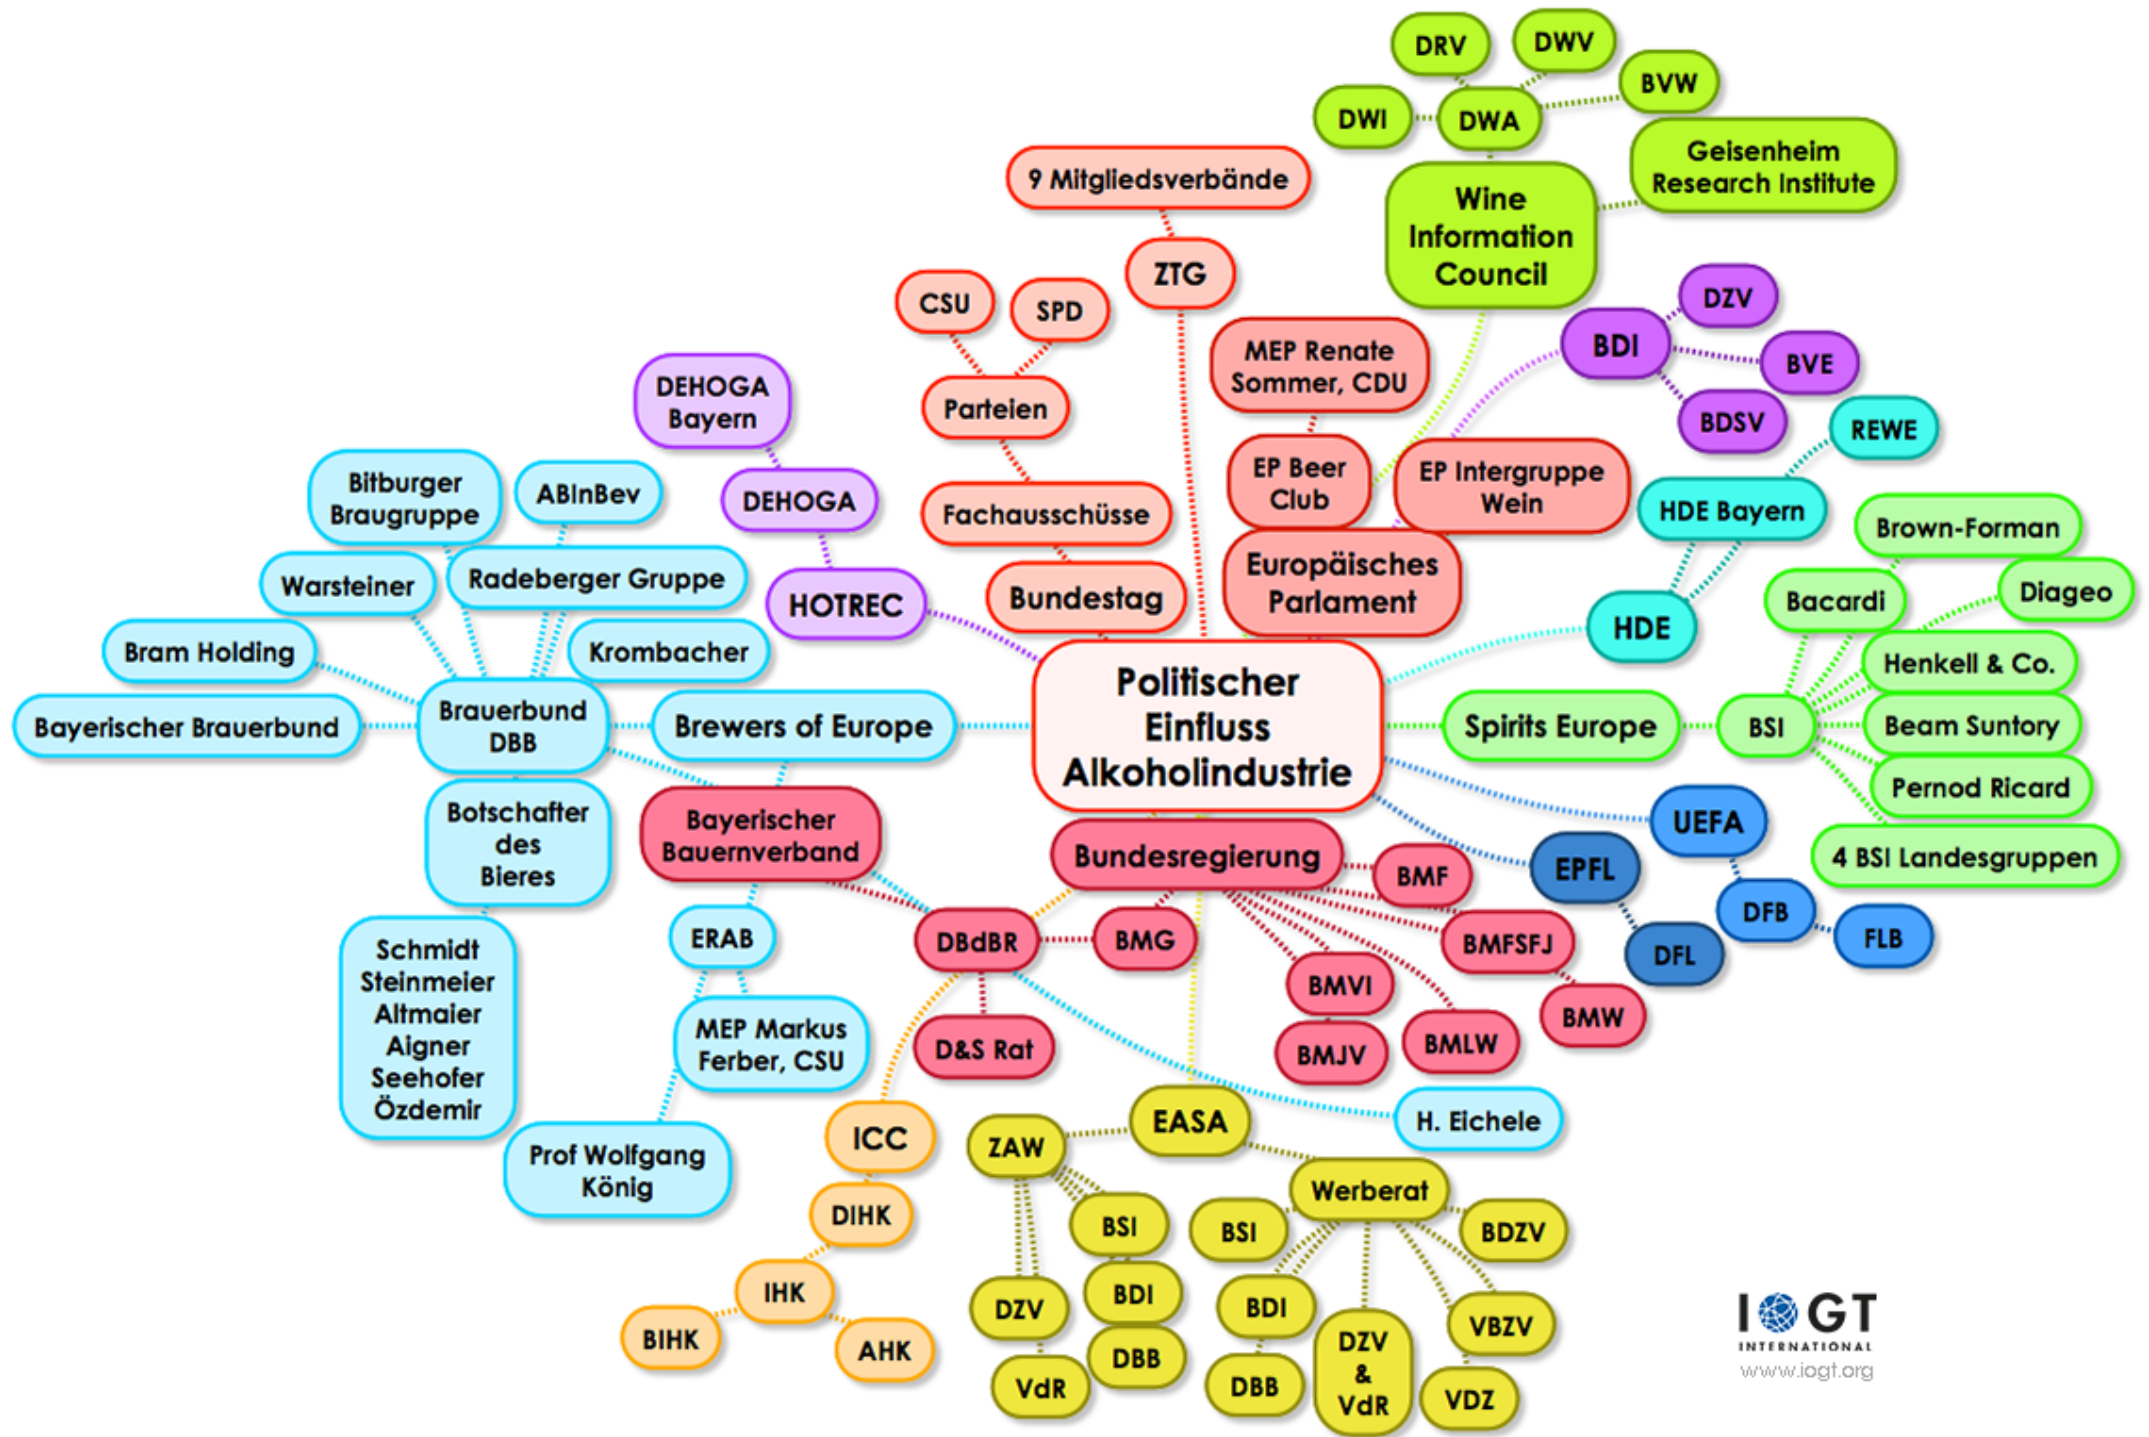 DRV
DWV
BVW
DWI
DWA
Geisenheim
Research Institute
9 Mitgliedsverbände
Wine
Information
Council
ZTG
CSU
SPD
DZV
BDI
BVE
BDSV
MEP Renate
Sommer, CDU
DEHOGA
Bayern
Parteien
REWE
EP Beer
Club
EP Intergruppe
Wein
Bitburger
Braugruppe
ABInBev
DEHOGA
Fachausschüsse
HDE Bayern
Brown-Forman
Warsteiner
Radeberger Gruppe
HOTREC
Bundestag
Europäisches
Parlament
Bacardi
Diageo
HDE
Bram Holding
Krombacher
Henkell & Co.
Politischer
Einfluss
Alkoholindustrie
Bayerischer Brauerbund
Brauerbund
DBB
Brewers of Europe
Spirits Europe
BSI
Beam Suntory
Pernod Ricard
Botschafter
des
Bieres
Bayerischer
Bauernverband
Bundesregierung
BMF
EPFL
UEFA
4 BSI Landesgruppen
DFB
FLB
DFL
Schmidt
Steinmeier
Altmaier
Aigner
Seehofer
Özdemir
ERAB
DBdBR
BMG
BMFSFJ
BMVI
BMW
MEP Markus
Ferber, CSU
D&S Rat
BMJV
BMLW
Prof Wolfgang
König
ICC
ZAW
EASA
H. Eichele
DIHK
BSI
BSI
Werberat
BDZV
IHK
DZV
BDI
BDI
VBZV
BIHK
AHK
VdR
DBB
DBB
DZV
&
VdR
VDZ
IOGT
INTERNATIONAL
www.iogt.org